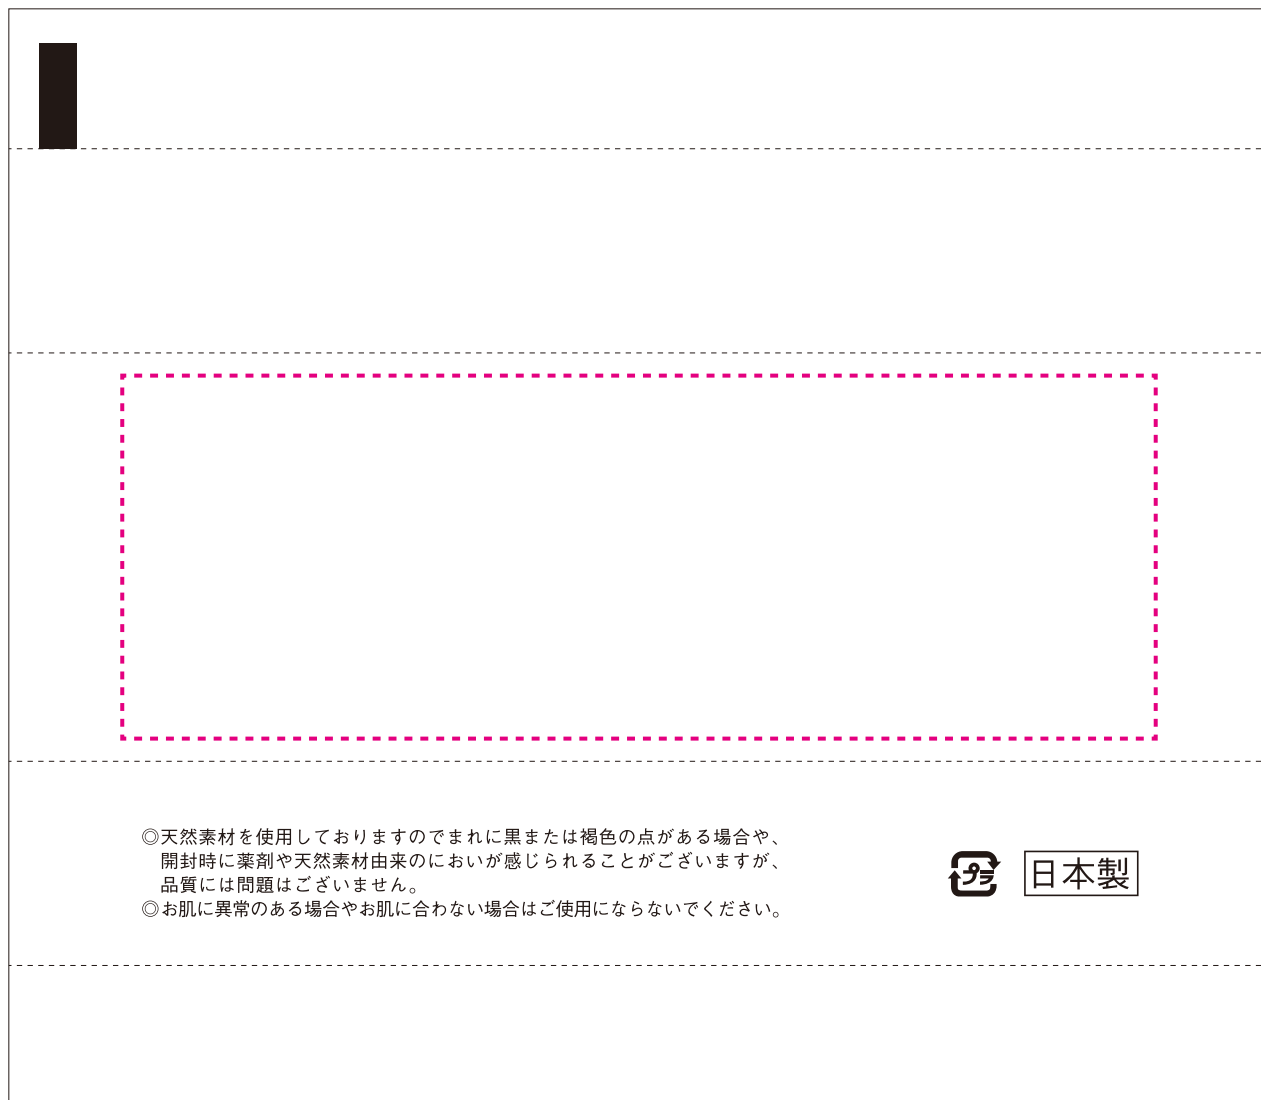 ◎天然素材を使用しておりますのでまれに黒または褐色の点がある場合や、
開封時に薬剤や天然素材由来のにおいが感じられることがございますが、
品質には問題はございません。
◎お肌に異常のある場合やお肌に合わない場合はご使用にならないでください。
プラ
日本製